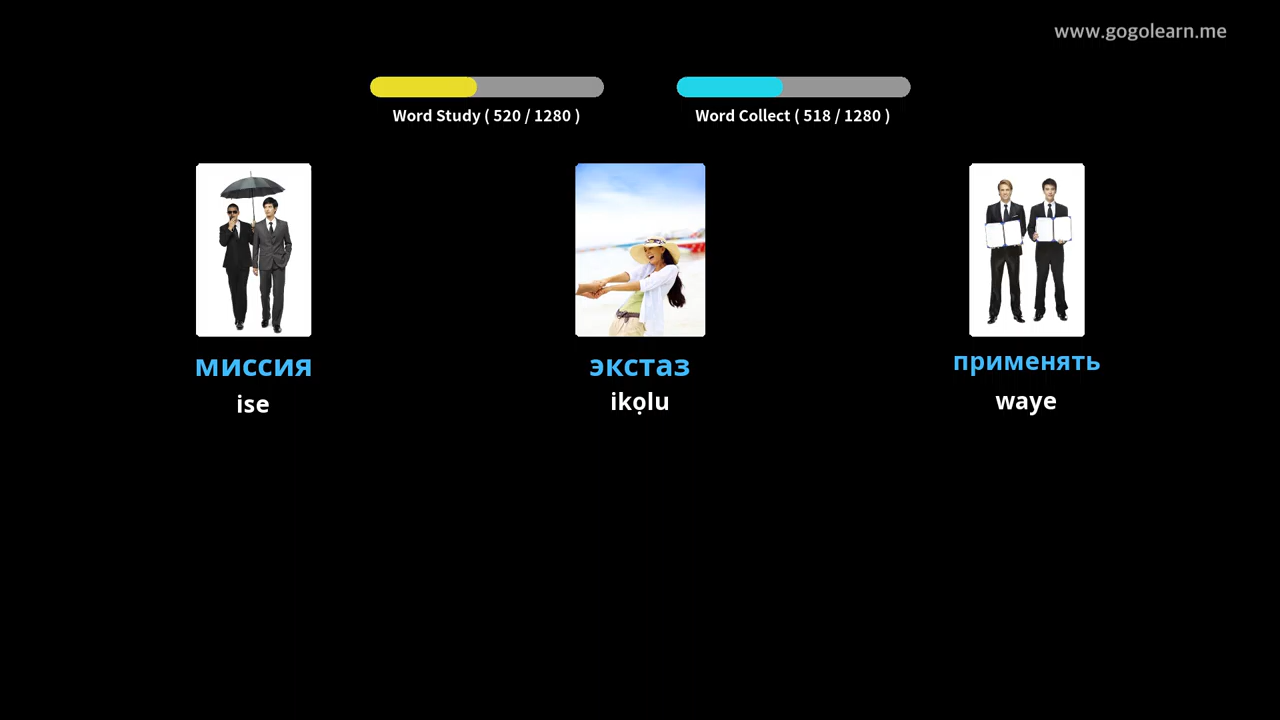 www.gogolearn.me
Word Study ( 520 / 1280 )
Word Collect ( 518 / 1280 )
миссия
экстаз
применять
ise
ikọlu
waye